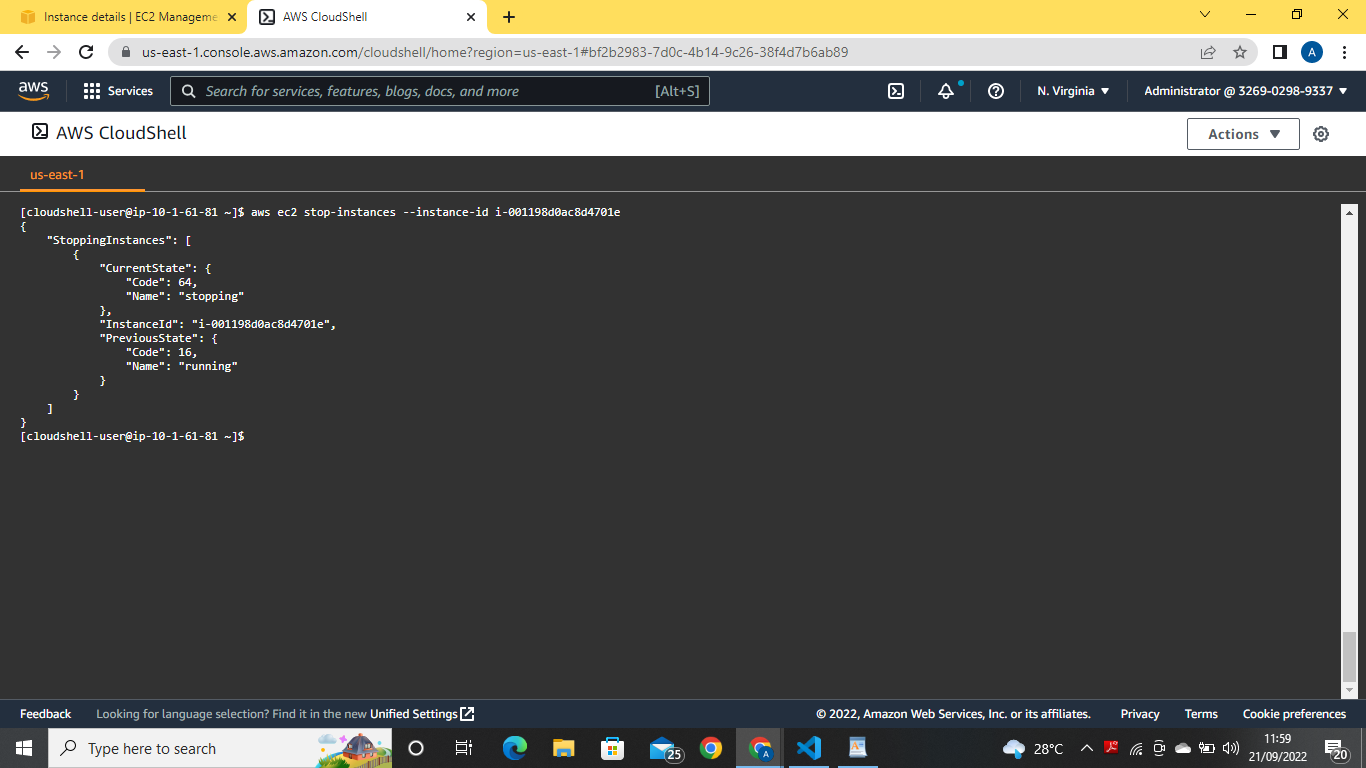 Instance details | EC2 Manageme
AWS CloudShell
us-east-1.console.aws.amazon.com/cloudshell/home?region=us-east-1#bf2b2983-7d0c-4b14-9c26-38f4d7b6ab89
A
aws
Services
Search for services, features, blogs, docs, and more
[Alt+S]
N. Virginia
Administrator @ 3269-0298-9337
AWS CloudShell
Actions
us-east-1
[cloudshell-user@ip-10-1-61-81 ~]$ aws ec2 stop-instances --instance-id i-001198d0ac8d4701e
{
    "StoppingInstances": [
        {
            "CurrentState": {
                "Code": 64,
                "Name": "stopping"
            },
            "InstanceId": "i-001198d0ac8d4701e",
            "PreviousState": {
                "Code": 16,
                "Name": "running"
            }
        }
    ]
}
[cloudshell-user@ip-10-1-61-81 ~]$
Feedback
Looking for language selection? Find it in the new Unified Settings
© 2022, Amazon Web Services, Inc. or its affiliates.
Privacy
Terms
Cookie preferences
Type here to search
25
A
28°C
11:59
21/09/2022
20